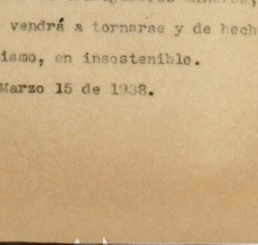 vendrá a tornarse y de hech
ismo, en insostenible.
Marzo 15 de 1938.